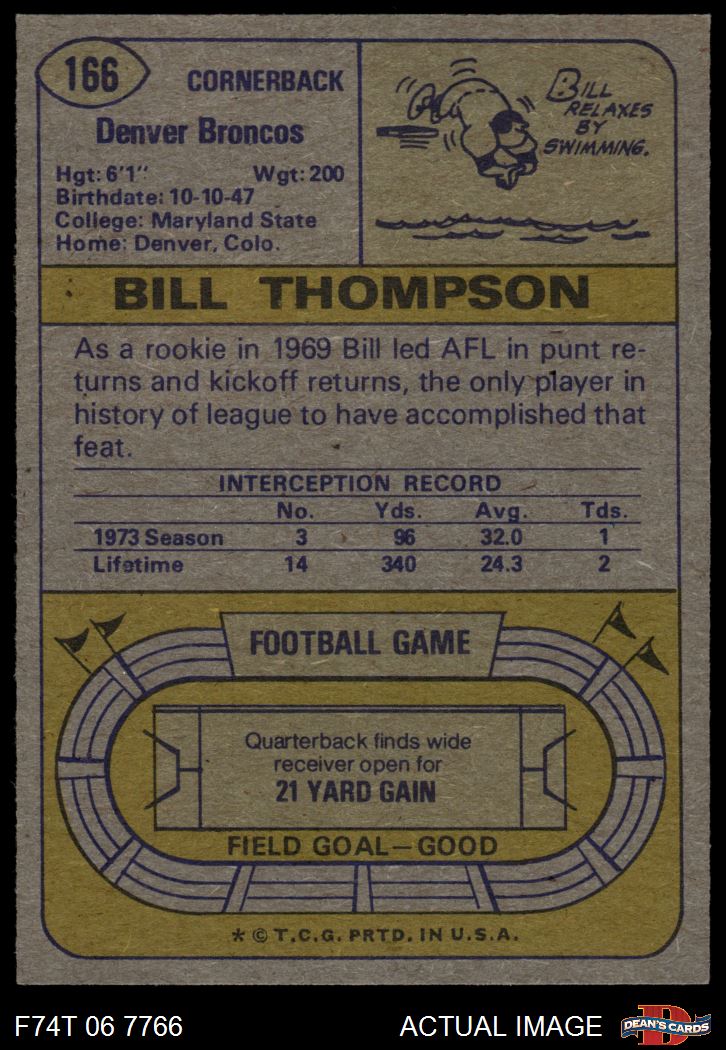 166
CORNERBACK
Denver Broncos
Hgt: 6'1" Wgt: 200
Birthdate: 10-10-47
College: Maryland State
Home: Denver, Colo.
BILL
RELAXES
BY
SWIMMING.
BILL THOMPSON
As a rookie in 1969 Bill led AFL in punt re-
turns and kickoff returns, the only player in
history of league to have accomplished that
feat.
INTERCEPTION RECORD
No. Yds. Avg. Tds.
1973 Season 3 96 32.0 1
Lifetime 14 340 24.3 2
FOOTBALL GAME
Quarterback finds wide
receiver open for
21 YARD GAIN
FIELD GOAL—GOOD
* © T.C.G. PRTD. IN U.S.A.
F74T 06 7766 ACTUAL IMAGE
D
DEAN'S CARDS